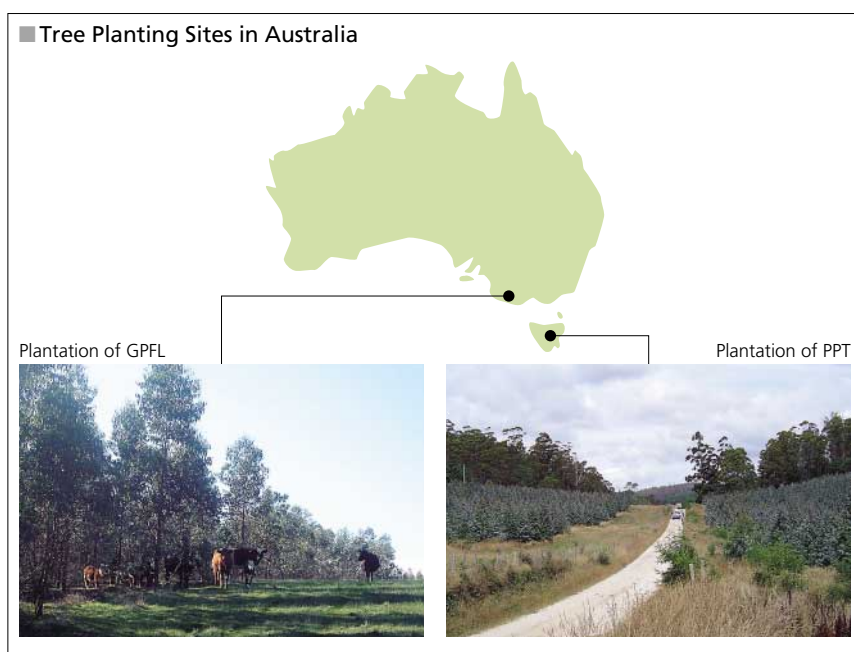 Tree Planting Sites in Australia
Plantation of GPFL
Plantation of PPT